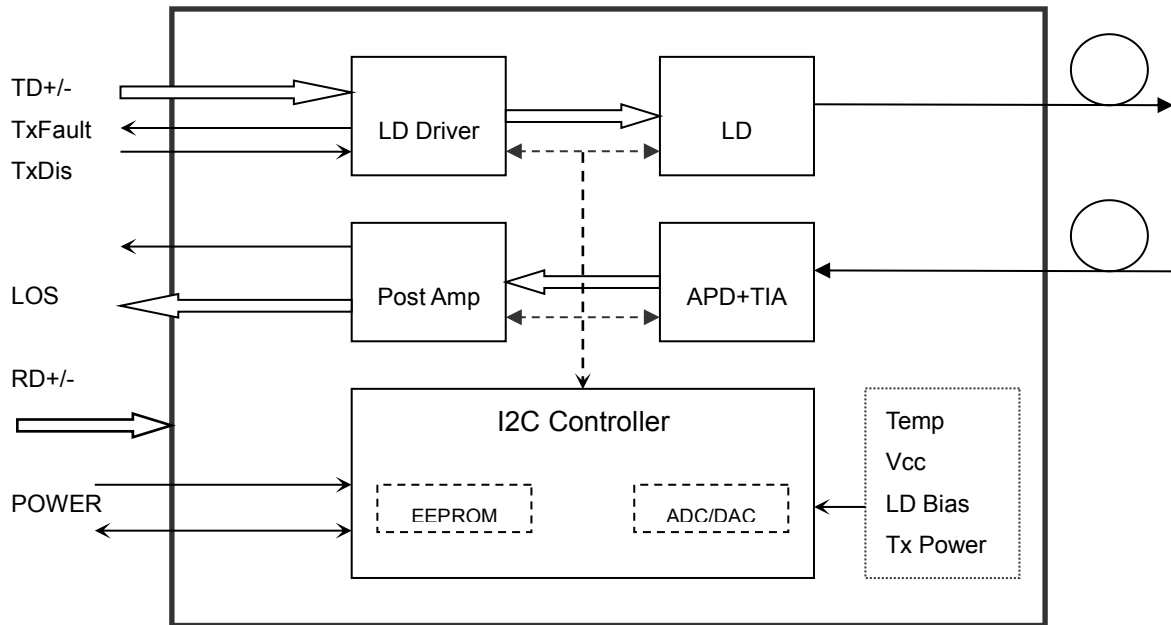 TD+/-
TxFault
TxDis
LD Driver
LD
LOS
Post Amp
APD+TIA
RD+/-
POWER
I2C Controller
EEPROM
ADC/DAC
Temp
Vcc
LD Bias
Tx Power